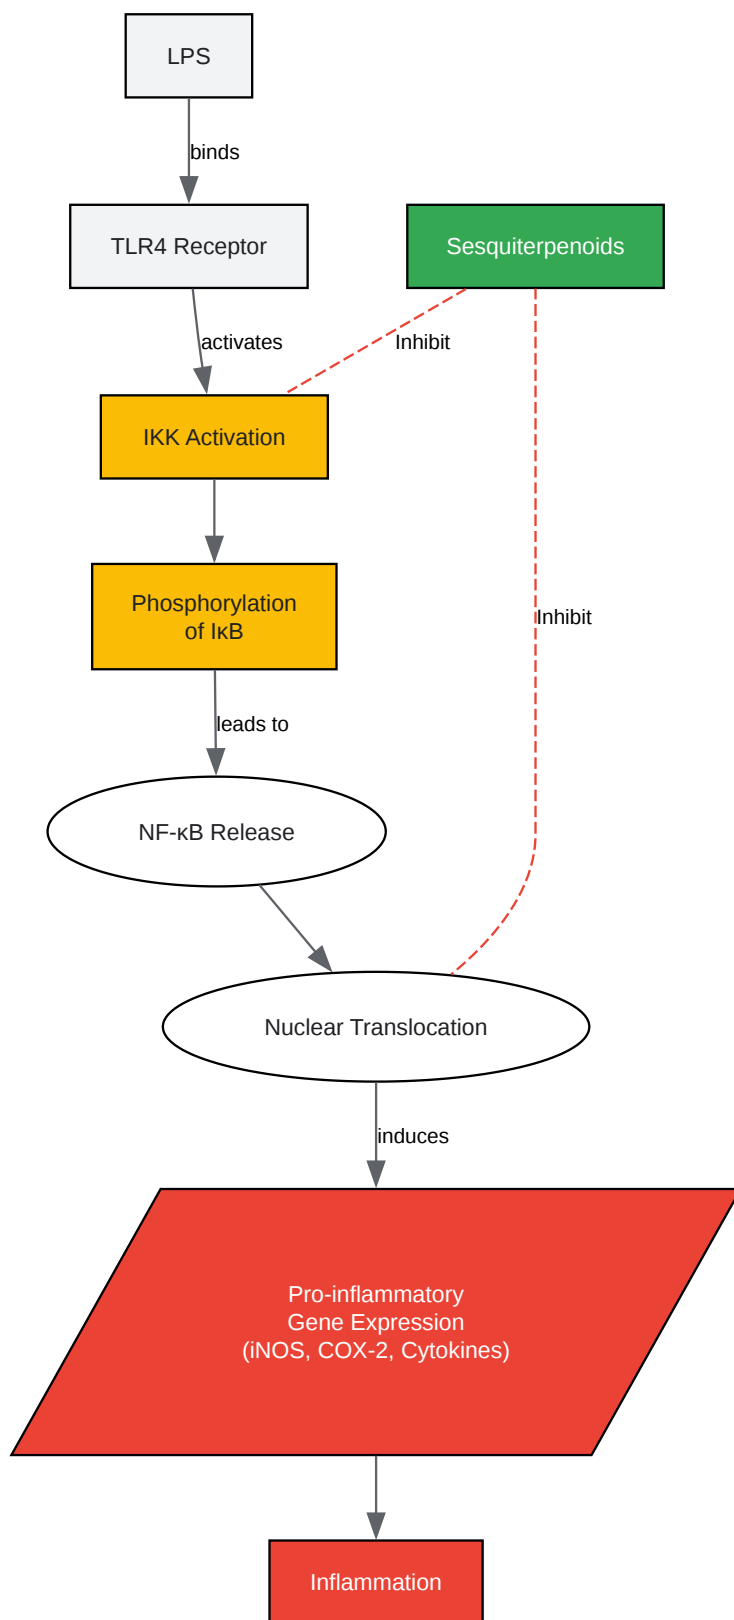 LPS
binds
TLR4 Receptor
Sesquiterpenoids
activates
Inhibit
IKK Activation
Phosphorylation
of IκB
Inhibit
leads to
NF-κB Release
Nuclear Translocation
induces
Pro-inflammatory
Gene Expression
(iNOS, COX-2, Cytokines)
Inflammation